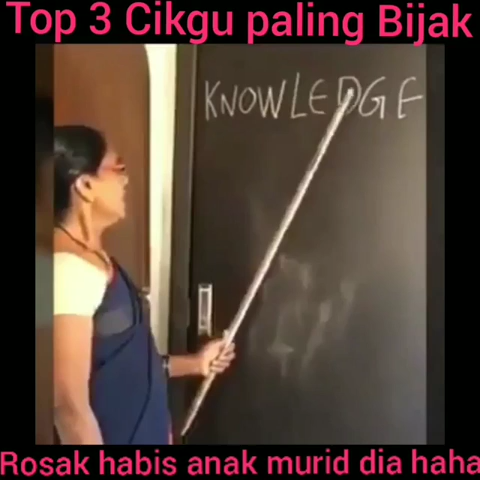 Top 3 Cikgu paling Bijak
KNOWLEDGE
Rosak habis anak murid dia haha